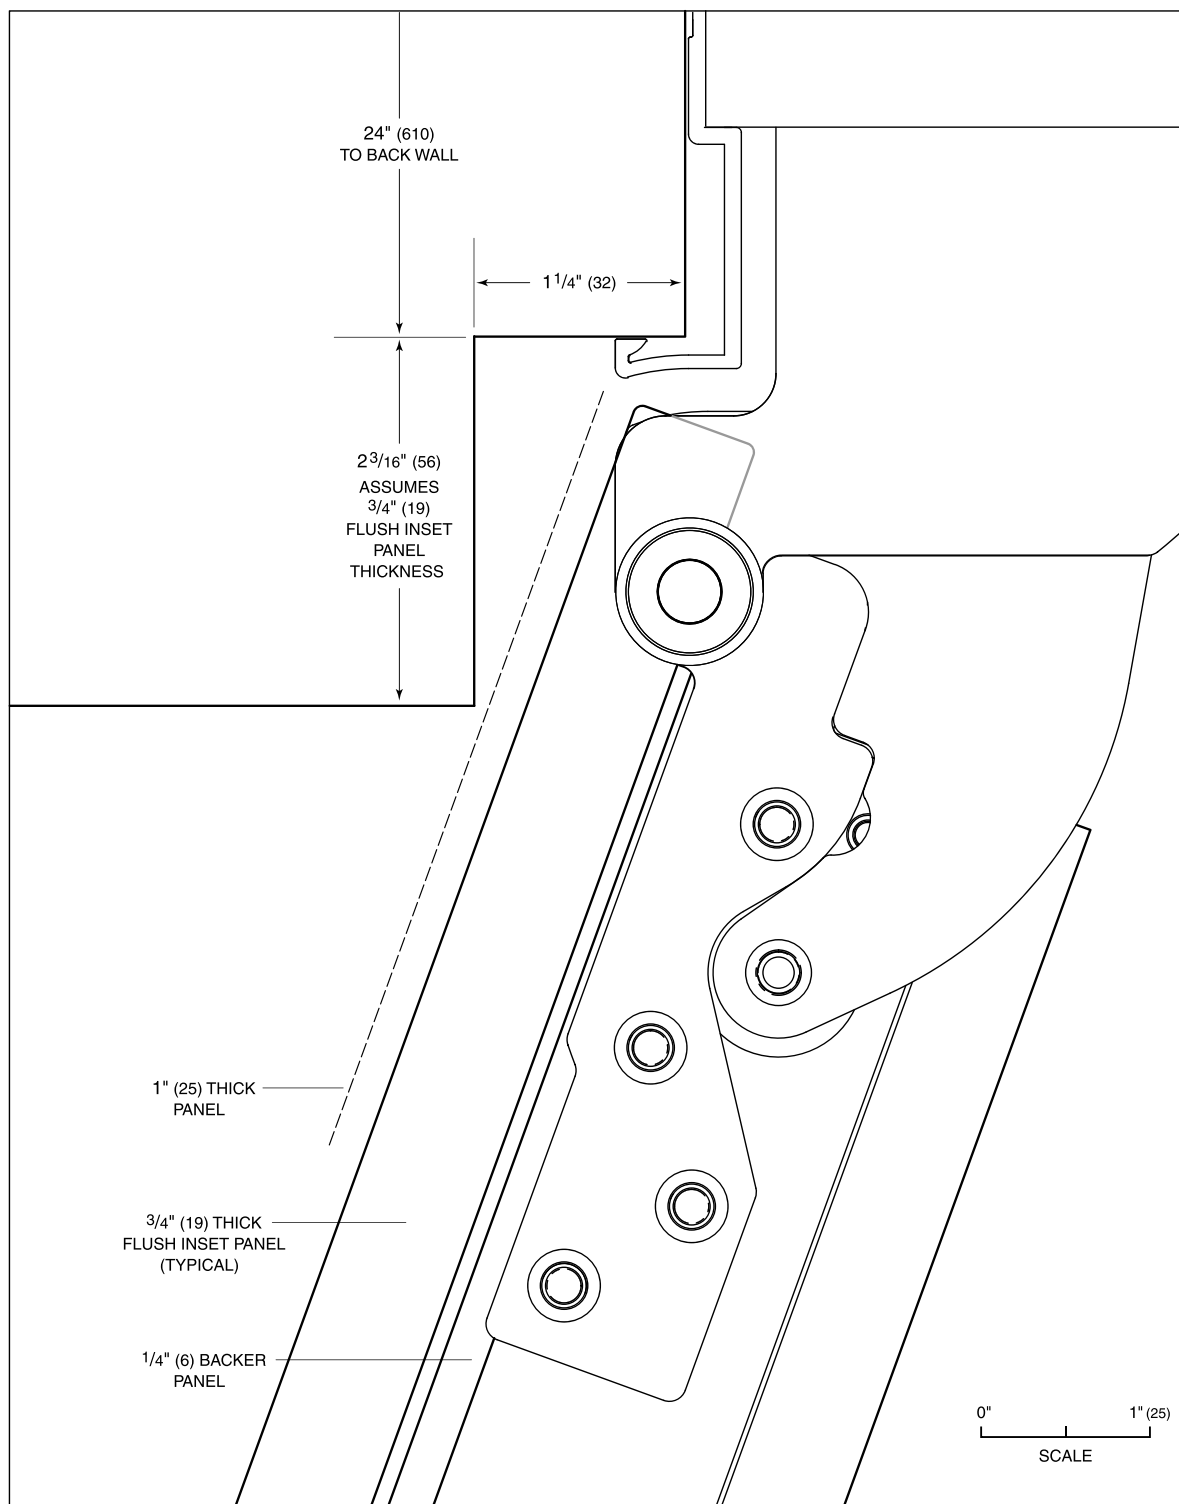 24" (610)
TO BACK WALL
1 1/4" (32)
2 3/16" (56)
ASSUMES
3/4" (19)
FLUSH INSET
PANEL
THICKNESS
1" (25) THICK
PANEL
3/4" (19) THICK
FLUSH INSET PANEL
(TYPICAL)
1/4" (6) BACKER
PANEL
0" 1" (25)
SCALE